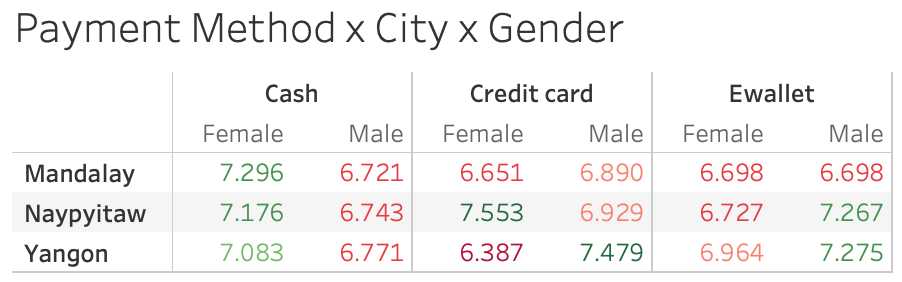 Payment Method x City x Gender
Cash Credit card Ewallet
Female Male Female Male Female Male
Mandalay 7.296 6.721 6.651 6.890 6.698 6.698
Naypyitaw 7.176 6.743 7.553 6.929 6.727 7.267
Yangon 7.083 6.771 6.387 7.479 6.964 7.275